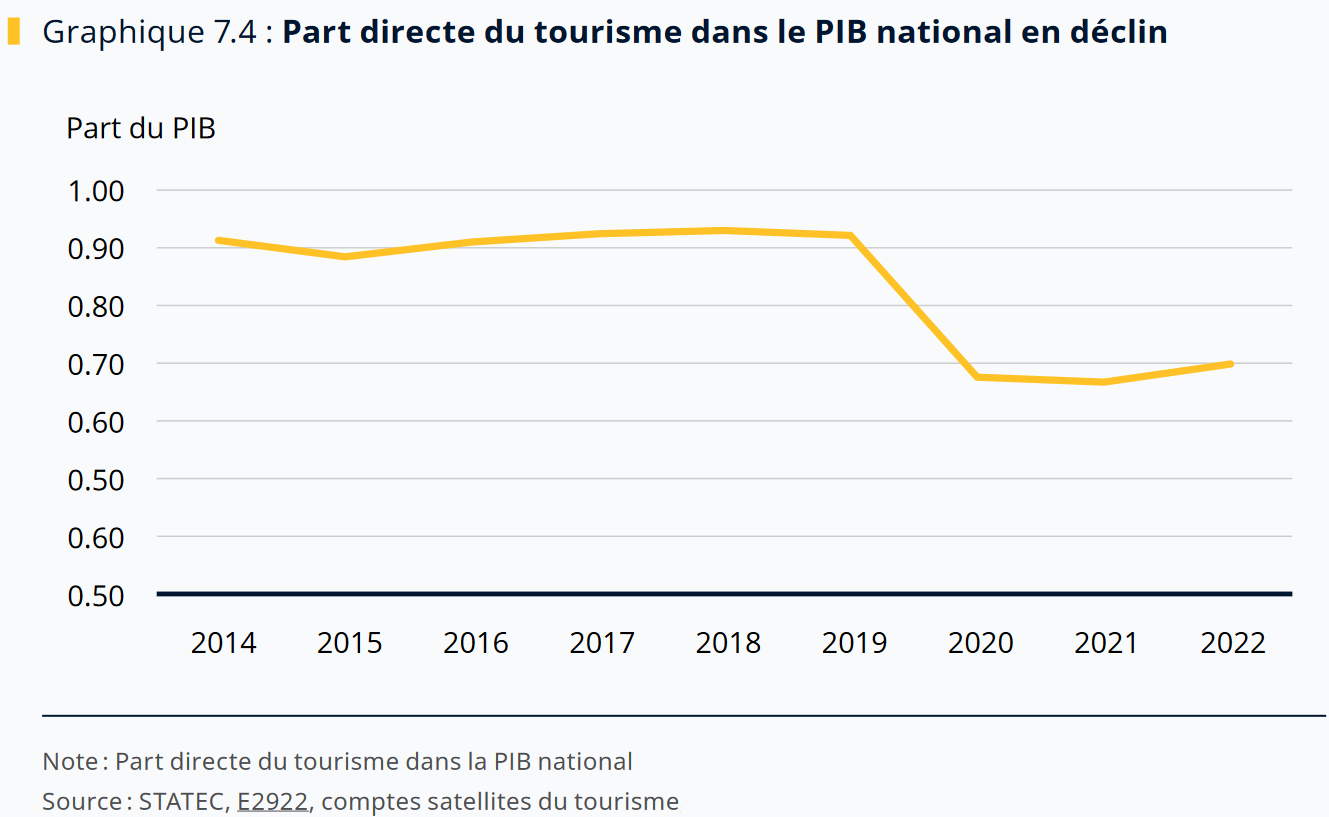 Graphique 7.4 : Part directe du tourisme dans le PIB national en déclin
Part du PIB
1.00
0.90
0.80
0.70
0.60
0.50
0.60
0.50
2014 2015 2016 2017 2018 2019 2020 2021 2022
Note : Part directe du tourisme dans la PIB national
Source : STATEC, E2922, comptes satellites du tourisme